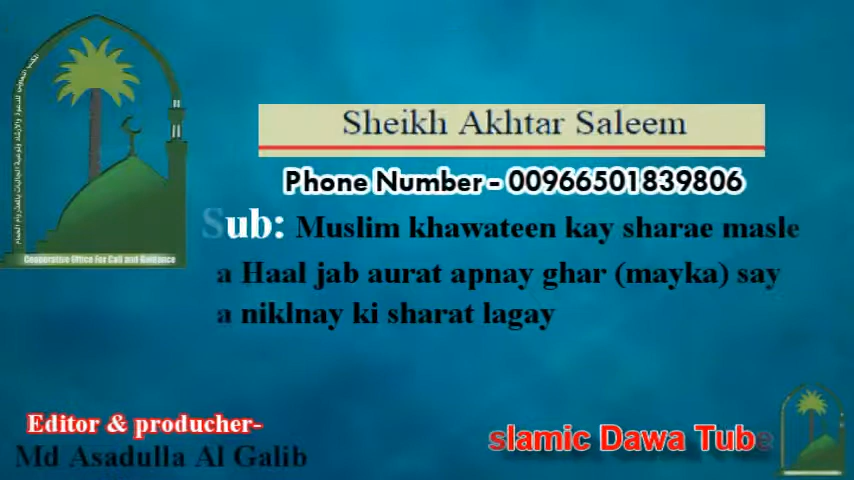 Sheikh Akhtar Saleem
Phone Number - 00966501839806
Sub: Muslim khawateen kay sharae masle
a Haal jab aurat apnay ghar (mayka) say
a niklnay ki sharat lagay
Cooperative Office For Call and Guidance
Editor & producher-
Md Asadulla Al Galib
slamic Dawa Tube